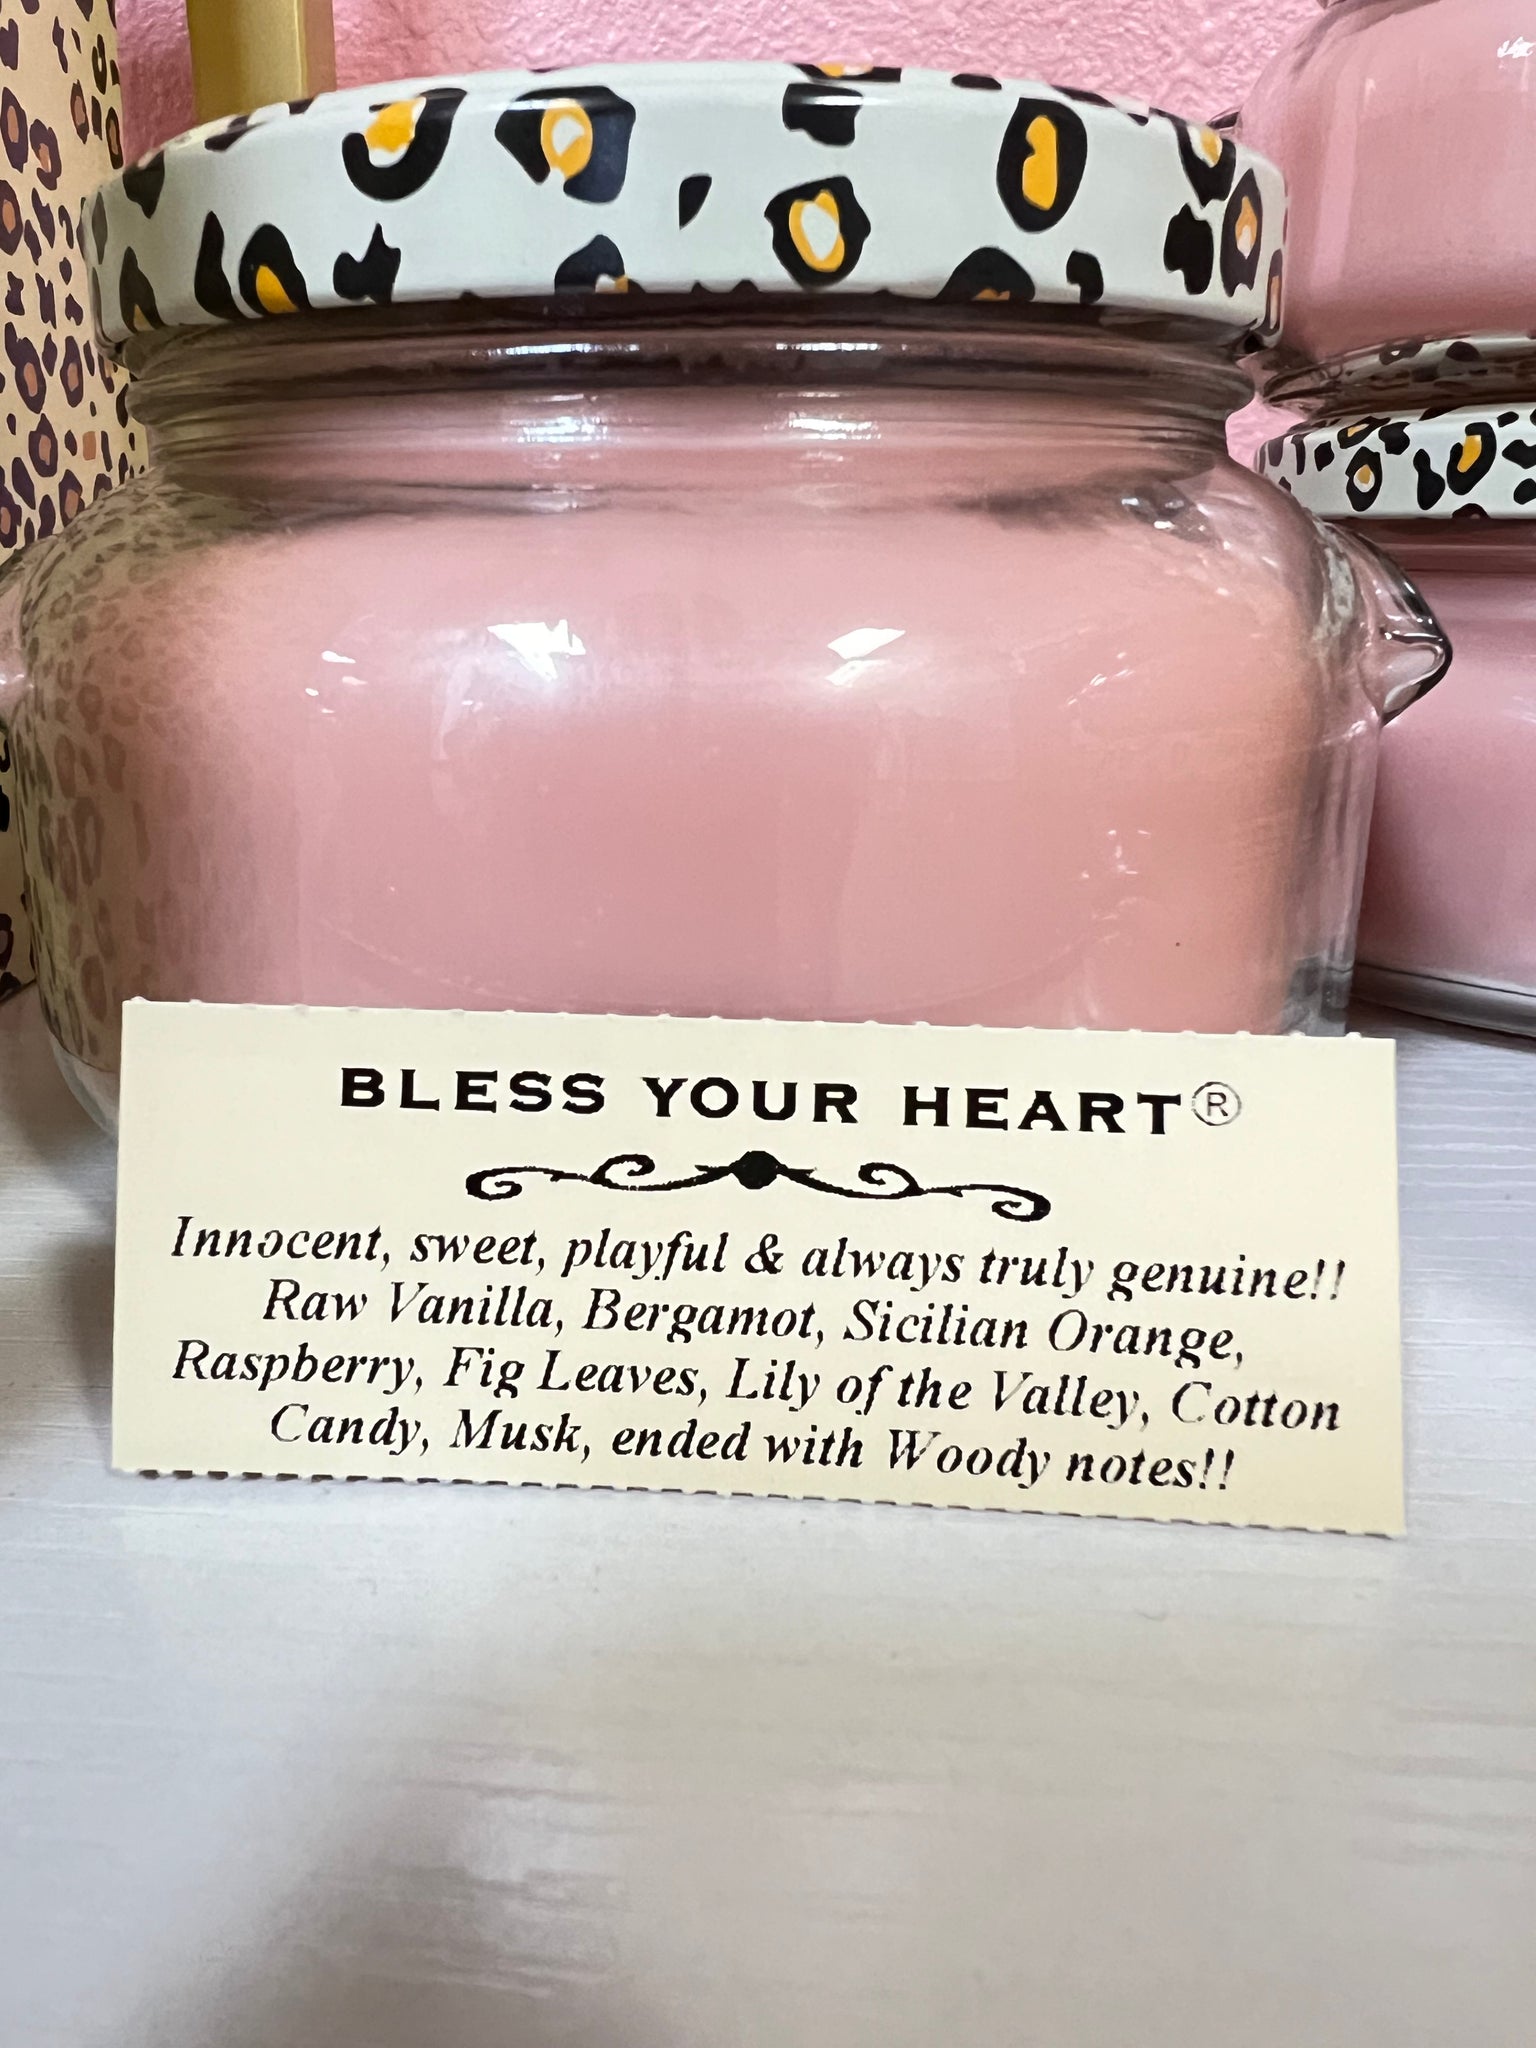 BLESS YOUR HEART®
Innocent, sweet, playful & always truly genuine!!
Raw Vanilla, Bergamot, Sicilian Orange,
Raspberry, Fig Leaves, Lily of the Valley, Cotton
Candy, Musk, ended with Woody notes!!